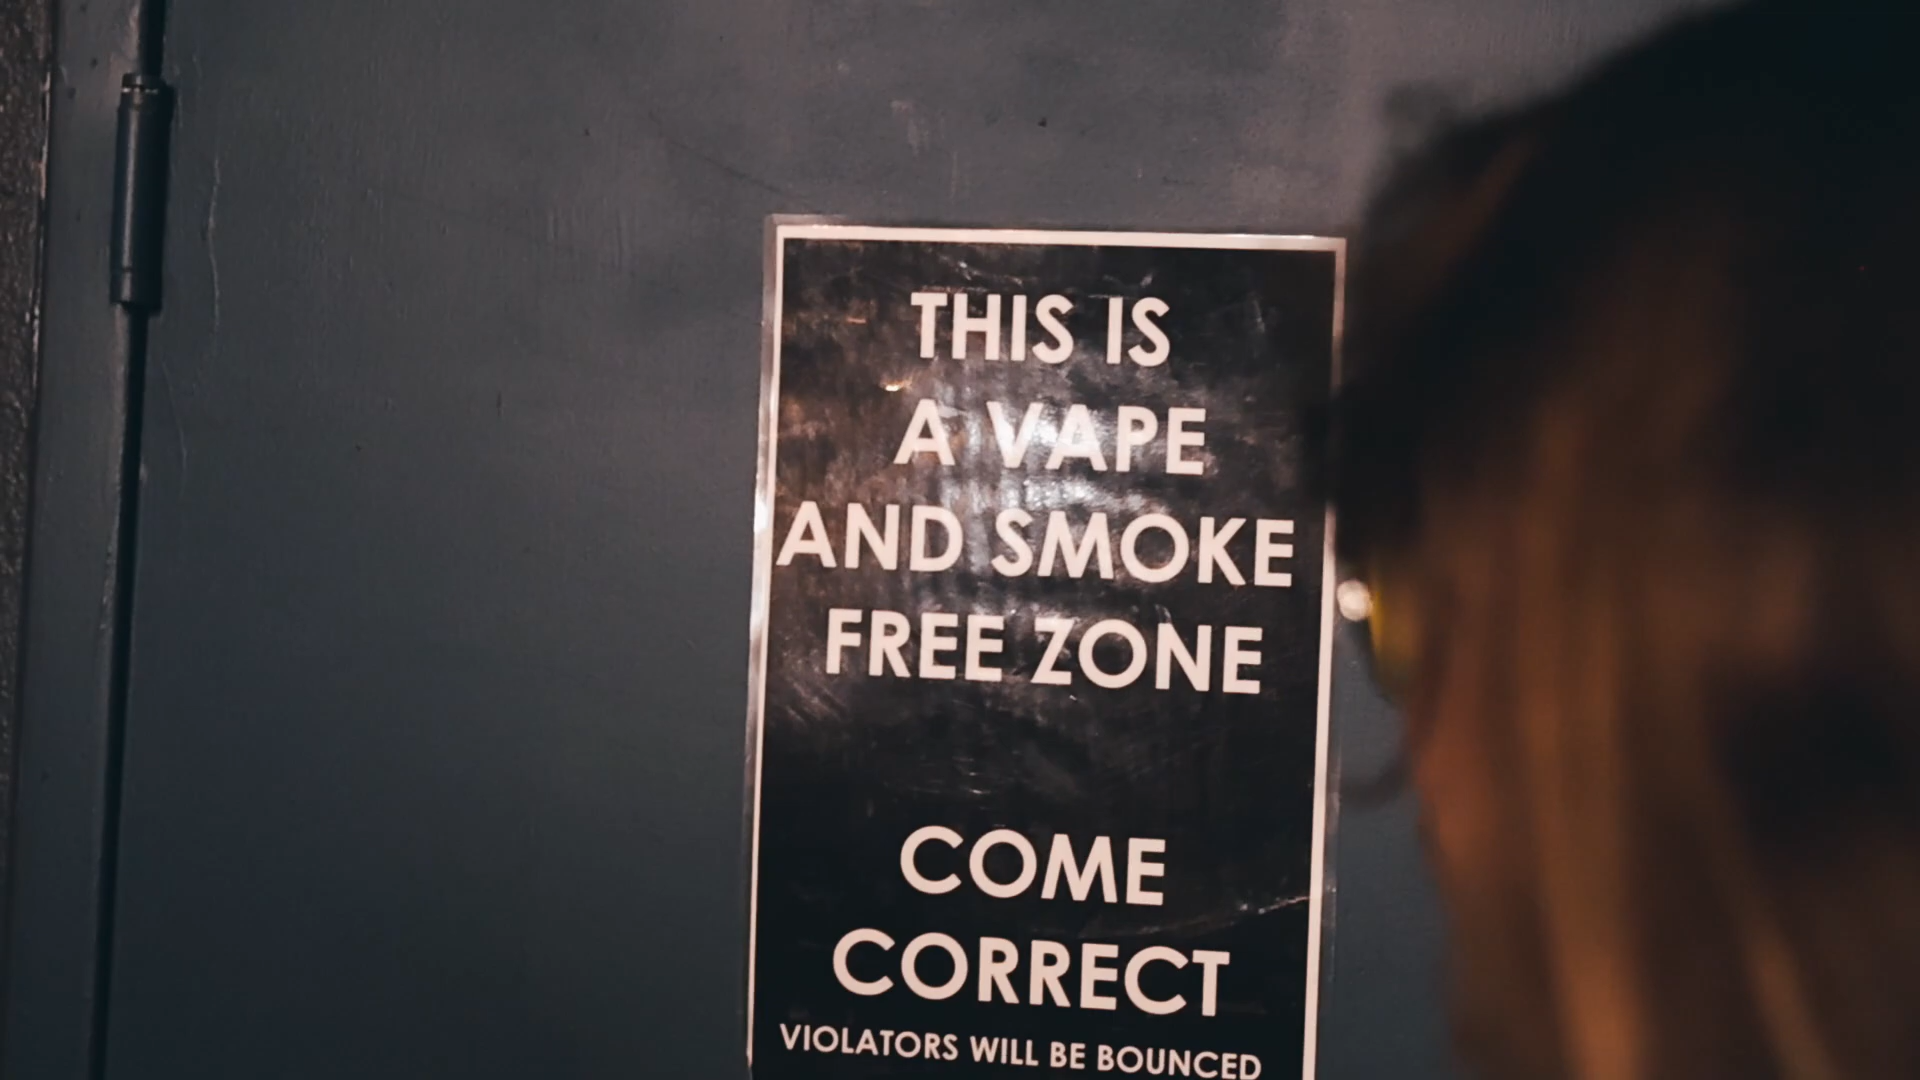 THIS IS
A VAPE
AND SMOKE
FREE ZONE
COME
CORRECT
VIOLATORS WILL BE BOUNCED